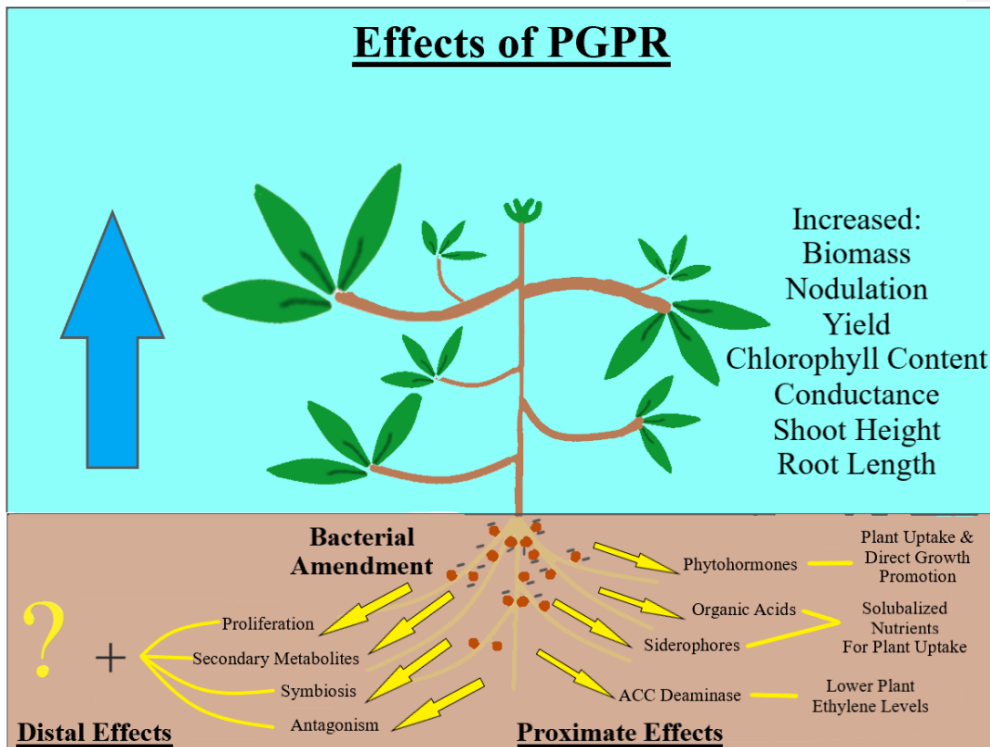 Effects of PGPR
Increased:
Biomass
Nodulation
Yield
Chlorophyll Content
Conductance
Shoot Height
Root Length
Bacterial
Amendment
?
+
Proliferation
Secondary Metabolites
Symbiosis
Antagonism
Distal Effects
Phytohormones
Plant Uptake &
Direct Growth
Promotion
Organic Acids
Siderophores
Solubalized
Nutrients
For Plant Uptake
ACC Deaminase
Lower Plant
Ethylene Levels
Proximate Effects